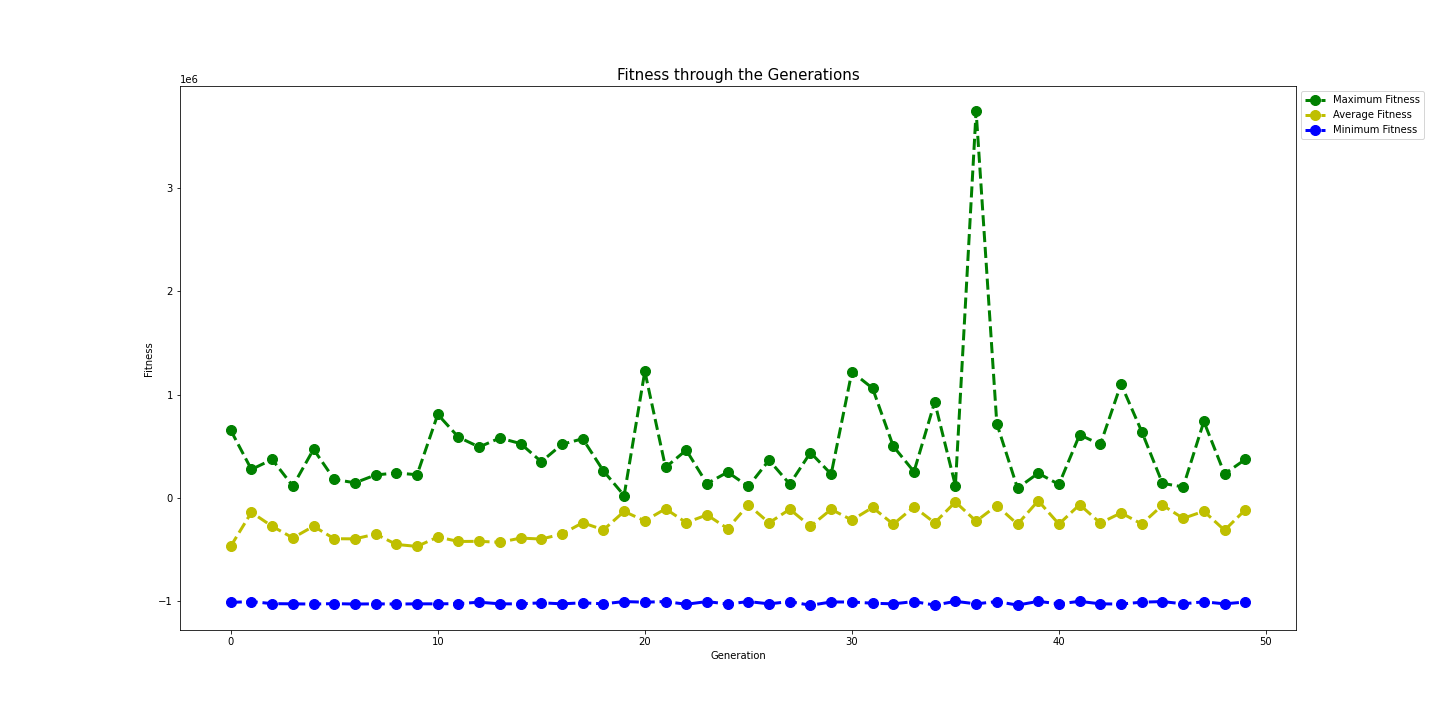 Fitness through the Generations
1e6
Maximum Fitness
Average Fitness
Minimum Fitness
3
2
1
0
−1
Fitness
0 10 20 30 40 50
Generation